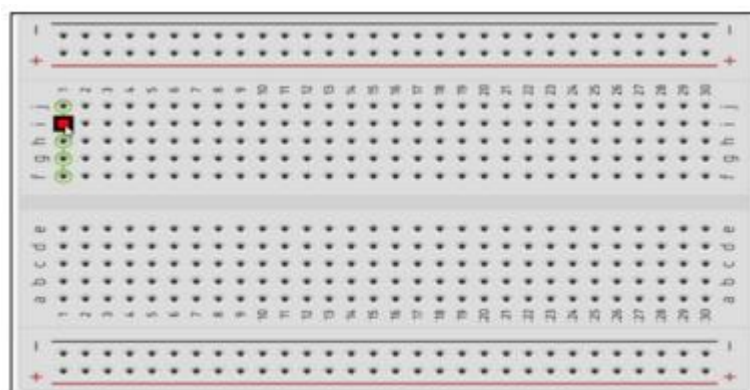 - -
+ +
1 2 3 4 5 6 7 8 9 10 11 12 13 14 15 16 17 18 19 20 21 22 23 24 25 26 27 28 29 30
j j
i i
h h
g g
f f
e e
d d
c c
b b
a a
1 2 3 4 5 6 7 8 9 10 11 12 13 14 15 16 17 18 19 20 21 22 23 24 25 26 27 28 29 30
- -
+ +